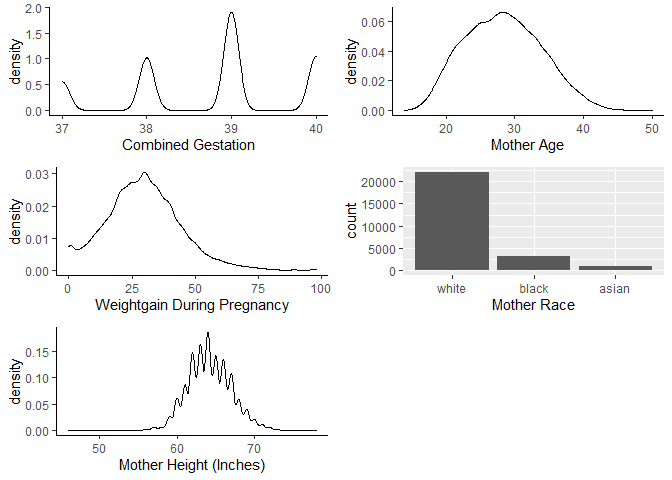 2.0
1.5
1.0
0.5
0.0
density
37 38 39 40
Combined Gestation
0.06
0.04
0.02
0.00
density
20 30 40 50
Mother Age
0.03
0.02
0.01
0.00
density
0 25 50 75 100
Weightgain During Pregnancy
20000
15000
10000
5000
0
count
white black asian
Mother Race
0.15
0.10
0.05
0.00
density
50 60 70
Mother Height (Inches)